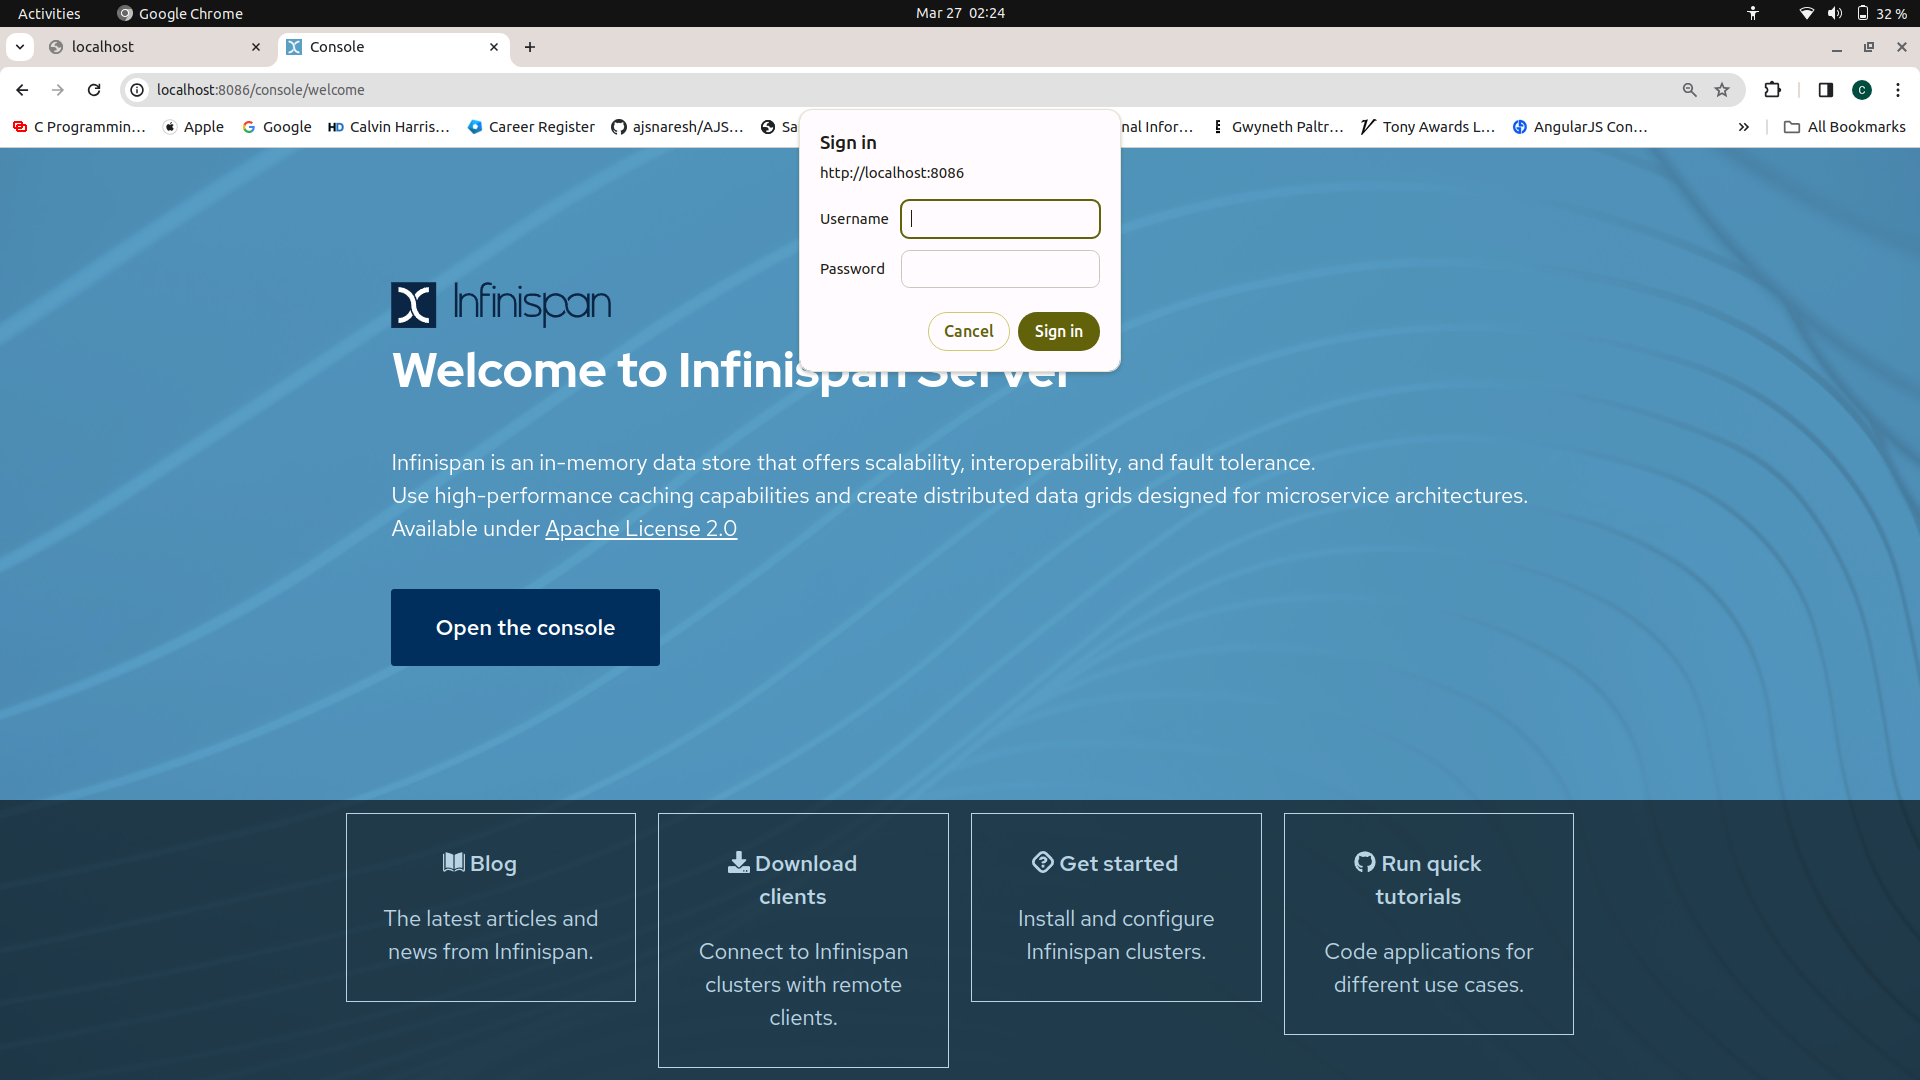 Activities
Google Chrome
Mar 27 02:24
32 %
localhost
Console
localhost:8086/console/welcome
C
C Programmin…
Apple
Google
HD Calvin Harris…
Career Register
ajsnaresh/AJS…
Sa
nal Infor…
Gwyneth Paltr…
Tony Awards L…
AngularJS Con…
All Bookmarks
Sign in
http://localhost:8086
Username
Password
Cancel
Sign in
Infinispan
Welcome to Infinispan Server
Infinispan is an in-memory data store that offers scalability, interoperability, and fault tolerance.
Use high-performance caching capabilities and create distributed data grids designed for microservice architectures.
Available under Apache License 2.0
Open the console
Blog
The latest articles and
news from Infinispan.
Download
clients
Connect to Infinispan
clusters with remote
clients.
Get started
Install and configure
Infinispan clusters.
Run quick
tutorials
Code applications for
different use cases.